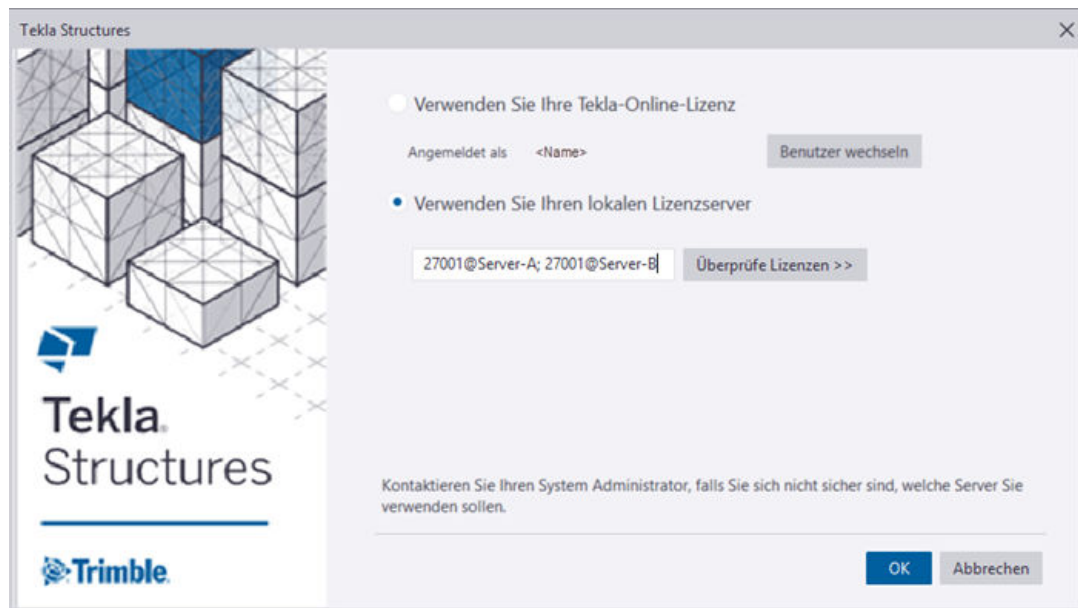 Tekla Structures
Verwenden Sie Ihre Tekla-Online-Lizenz
Angemeldet als <Name> Benutzer wechseln
Verwenden Sie Ihren lokalen Lizenzserver
27001@Server-A; 27001@Server-B Überprüfe Lizenzen >>
Tekla®
Structures
Kontaktieren Sie Ihren System Administrator, falls Sie sich nicht sicher sind, welche Server Sie
verwenden sollen.
Trimble.
OK Abbrechen